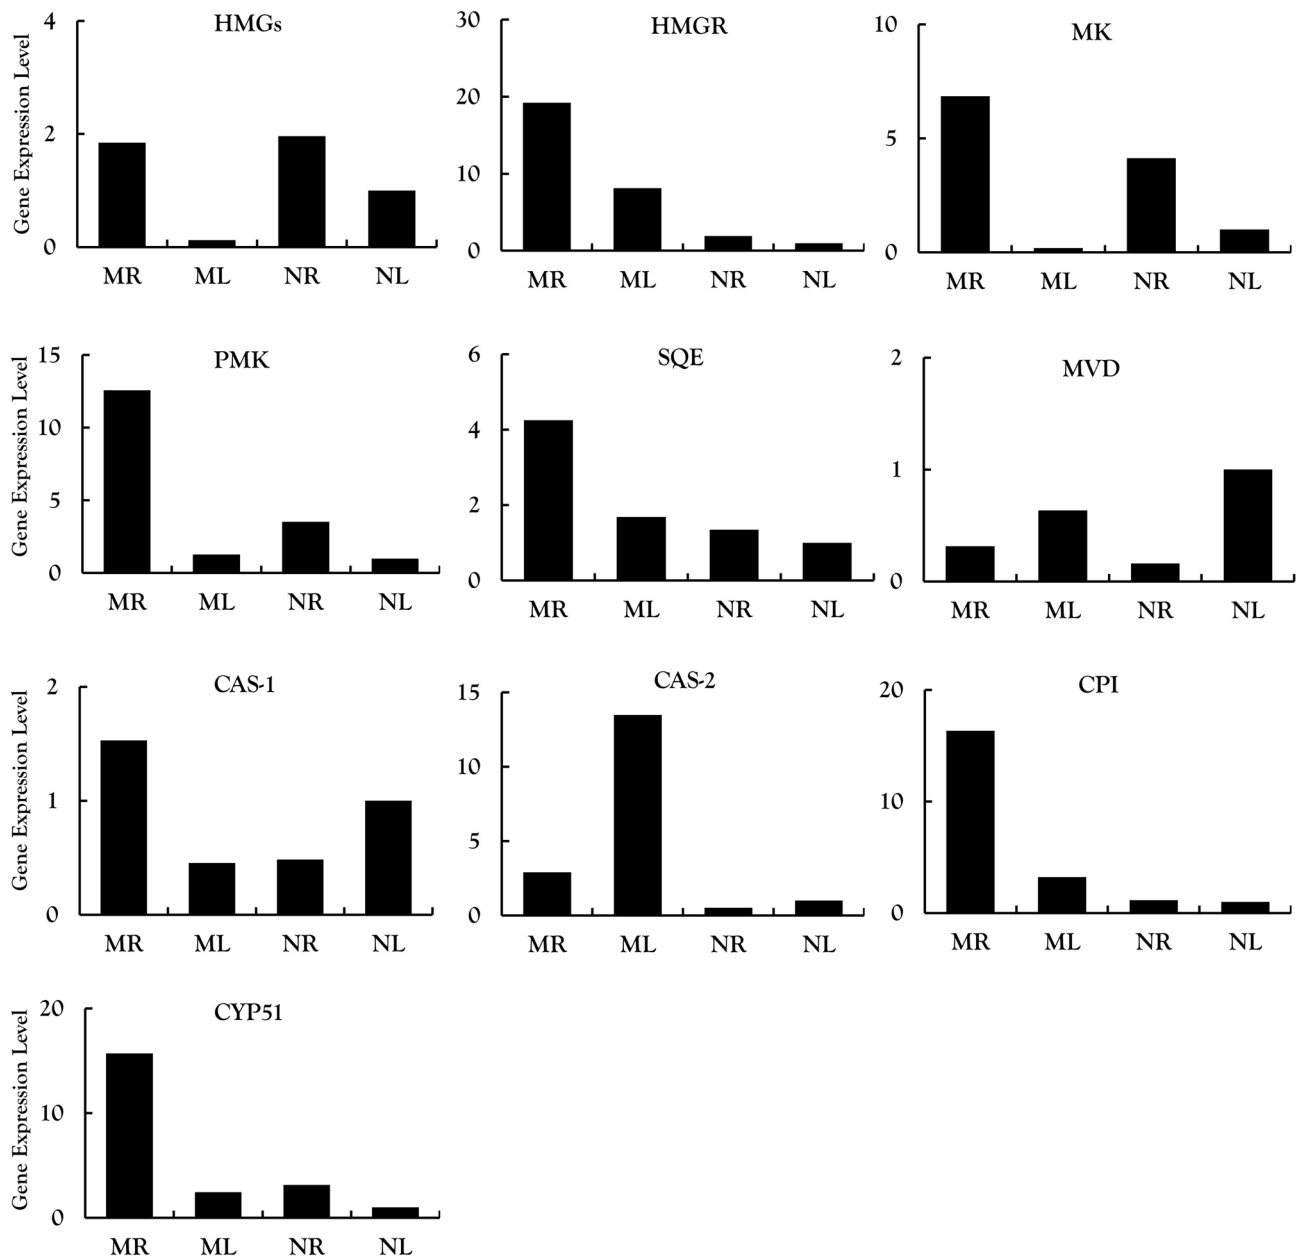 HMGs
Gene Expression Level
4
2
0
MR ML NR NL
HMGR
30
20
10
0
MR ML NR NL
MK
10
5
0
MR ML NR NL
PMK
Gene Expression Level
15
10
5
0
MR ML NR NL
SQE
6
4
2
0
MR ML NR NL
MVD
2
1
0
MR ML NR NL
CAS-1
Gene Expression Level
2
1
0
MR ML NR NL
CAS-2
15
10
5
0
MR ML NR NL
CPI
20
10
0
MR ML NR NL
CYP51
Gene Expression Level
20
10
0
MR ML NR NL